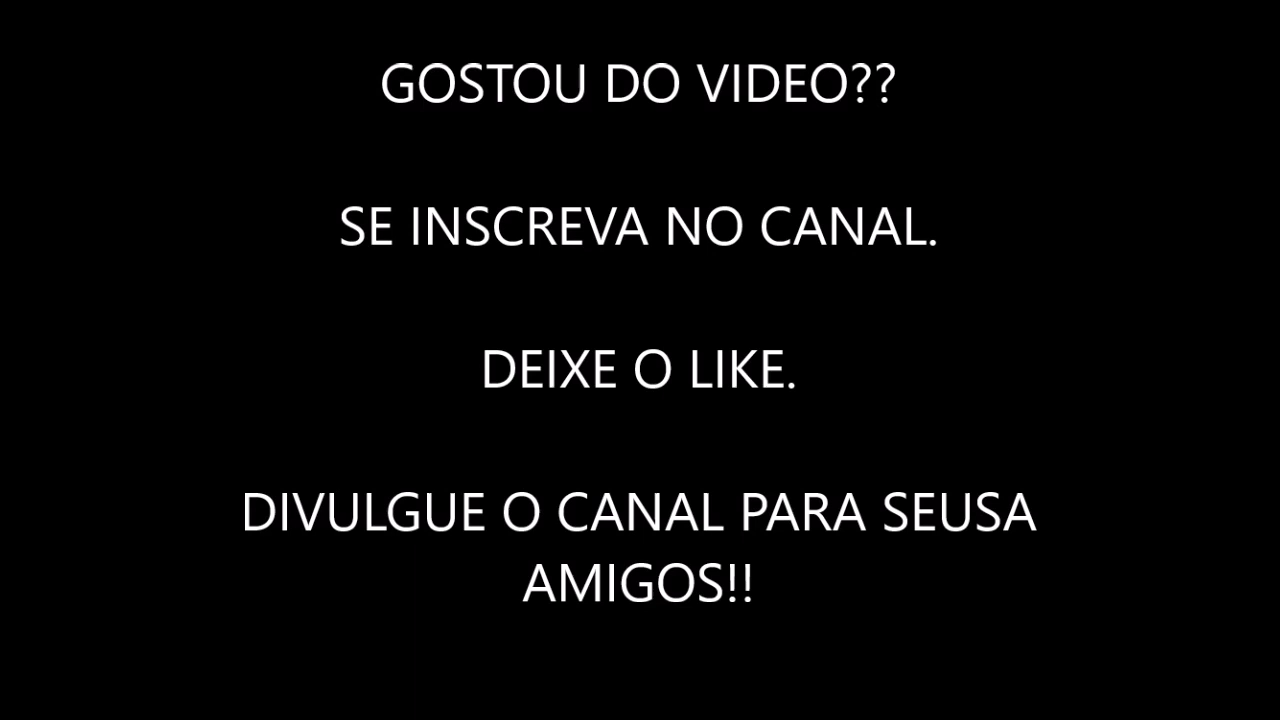 GOSTOU DO VIDEO??
SE INSCREVA NO CANAL.
DEIXE O LIKE.
DIVULGUE O CANAL PARA SEUSA
AMIGOS!!